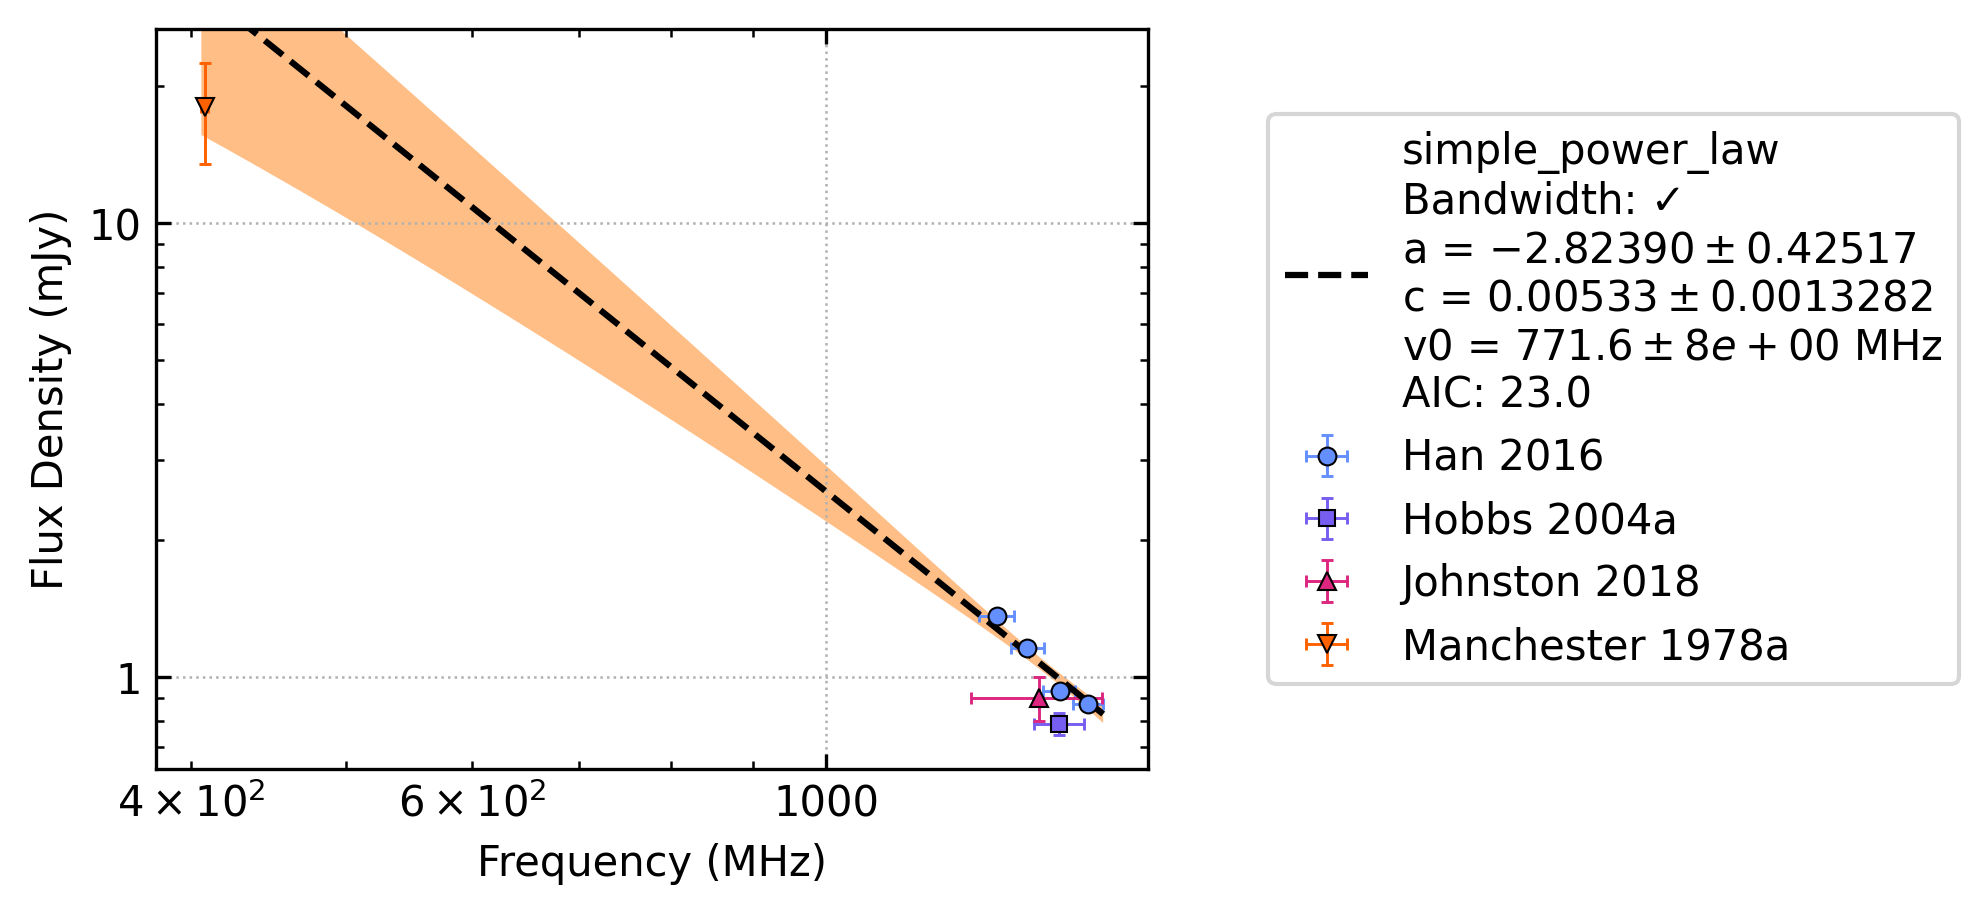 Flux Density (mJy)
10
1
4 × 10²
6 × 10²
1000
Frequency (MHz)
simple_power_law
Bandwidth: ✓
a = −2.82390 ± 0.42517
c = 0.00533 ± 0.0013282
v0 = 771.6 ± 8e + 00 MHz
AIC: 23.0
Han 2016
Hobbs 2004a
Johnston 2018
Manchester 1978a